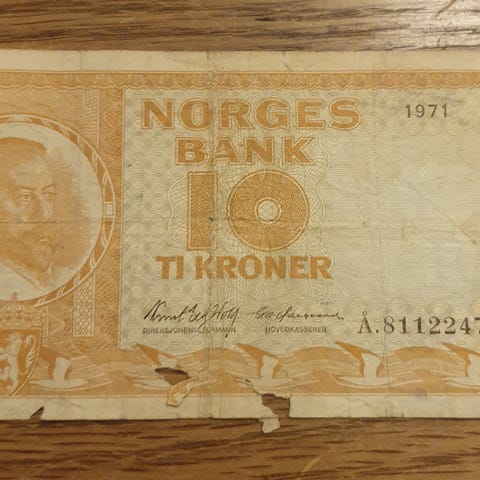 NORGES
BANK
1971
10
TI KRONER
DIREKSJONENS FORMANN
HOVEDKASSERER
Å.8112247